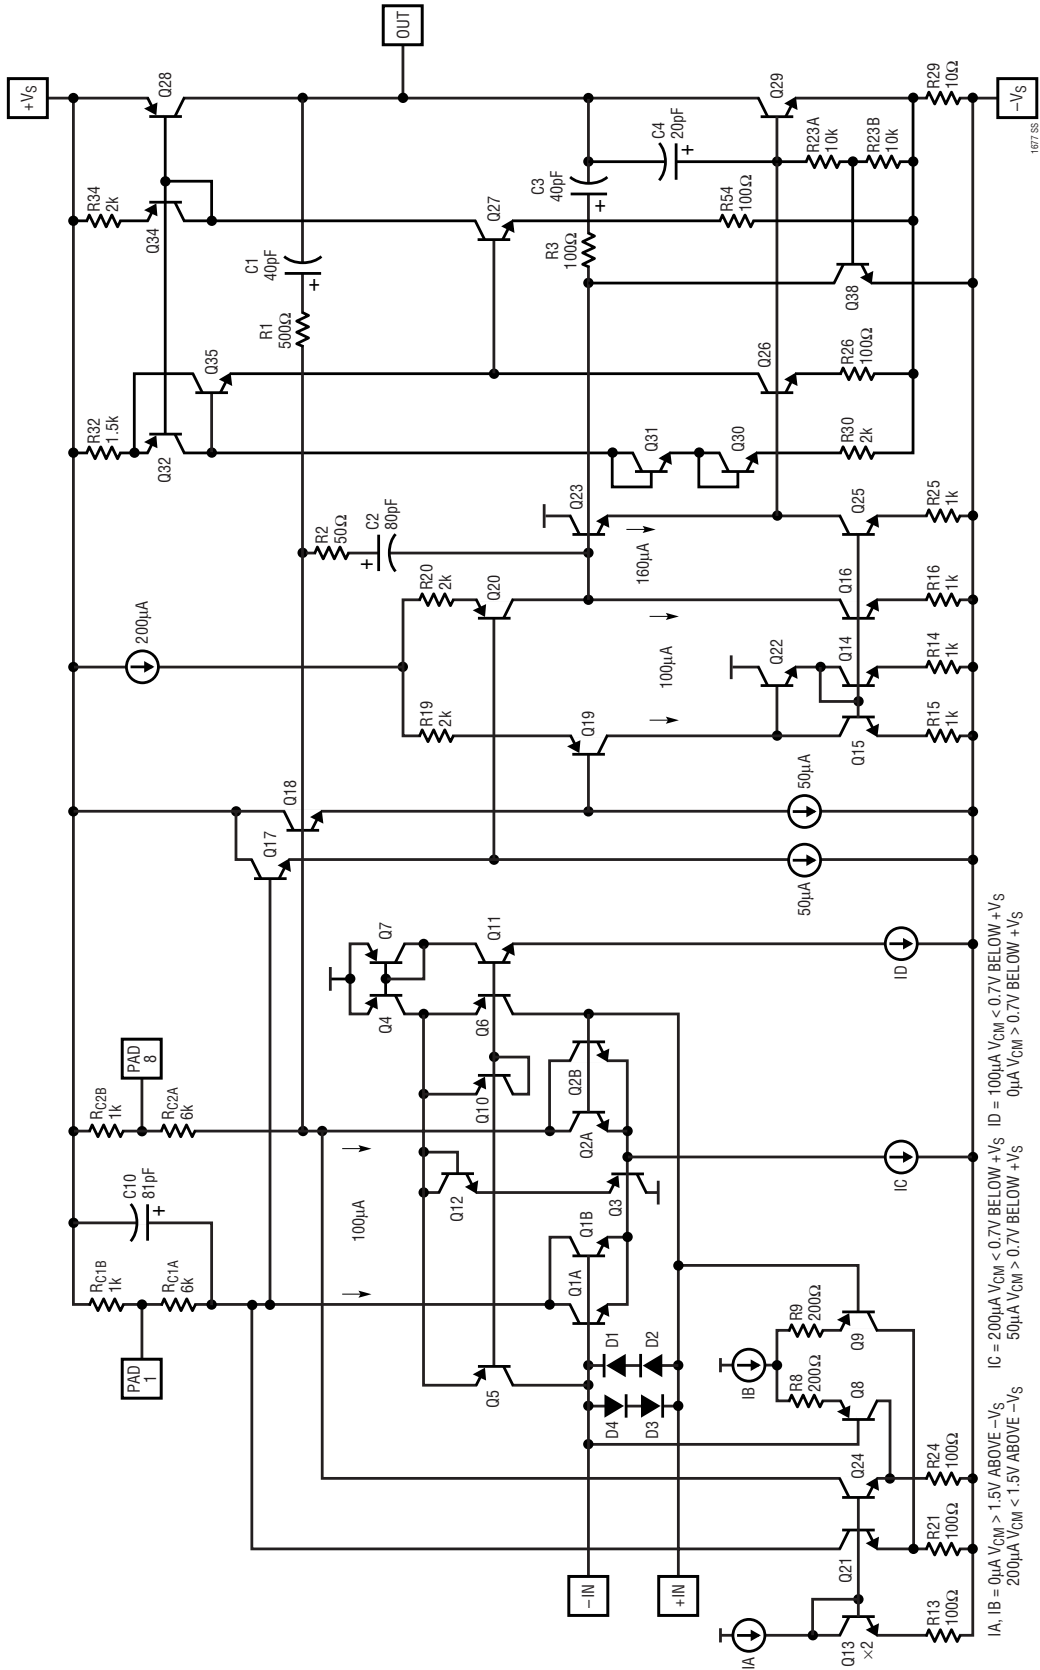 +VS
R34
2k
Q34
Q28
C1
40pF
+
R1
500Ω
R32
1.5k
Q32
Q35
OUT
Q27
R3
100Ω
C3
40pF
+
C4
20pF
+
R54
100Ω
Q29
R23A
10k
R23B
10k
R29
10Ω
−VS
Q38
Q26
R26
100Ω
Q31
Q30
R30
2k
200µA
R2
50Ω
+
C2
80pF
R20
2k
Q20
R19
2k
Q19
Q23
160µA
100µA
Q22
Q25
Q16
Q14
Q15
R25
1k
R16
1k
R14
1k
R15
1k
Q18
Q17
50µA
50µA
Q7
Q4
Q11
Q6
Q10
Q12
Q5
ID
PAD
8
RC2B
1k
RC2A
6k
C10
81pF
+
RC1B
1k
RC1A
6k
PAD
1
100µA
Q2B
Q2A
Q3
Q1B
Q1A
IC
D1
D2
D4
D3
IB
R9
200Ω
R8
200Ω
Q9
Q8
−IN
+IN
Q24
Q21
R24
100Ω
R21
100Ω
IA
Q13
×2
R13
100Ω
IA, IB = 0µA VCM > 1.5V ABOVE −VS
200µA VCM < 1.5V ABOVE −VS
IC = 200µA VCM < 0.7V BELOW +VS
50µA VCM > 0.7V BELOW +VS
ID = 100µA VCM < 0.7V BELOW +VS
0µA VCM > 0.7V BELOW +VS
1677 SS